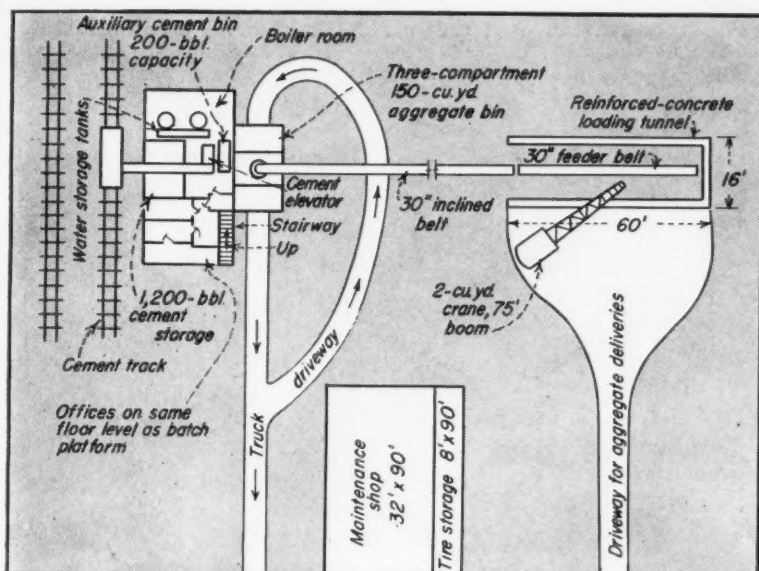 Auxiliary cement bin
200-bbl.
capacity
Boiler room
Three-compartment
150-cu.yd.
aggregate bin
Reinforced-concrete
loading tunnel
30" feeder belt
16'
Water storage tanks
Cement
elevator
30" inclined
belt
Stairway
Up
60'
2-cu.yd.
crane, 75'
boom
1,200-bbl.
cement
storage
Cement track
Offices on same
floor level as batch
platform
Truck
driveway
Maintenance
shop
32' x 90'
Tire storage 8' x 90'
Driveway for aggregate deliveries